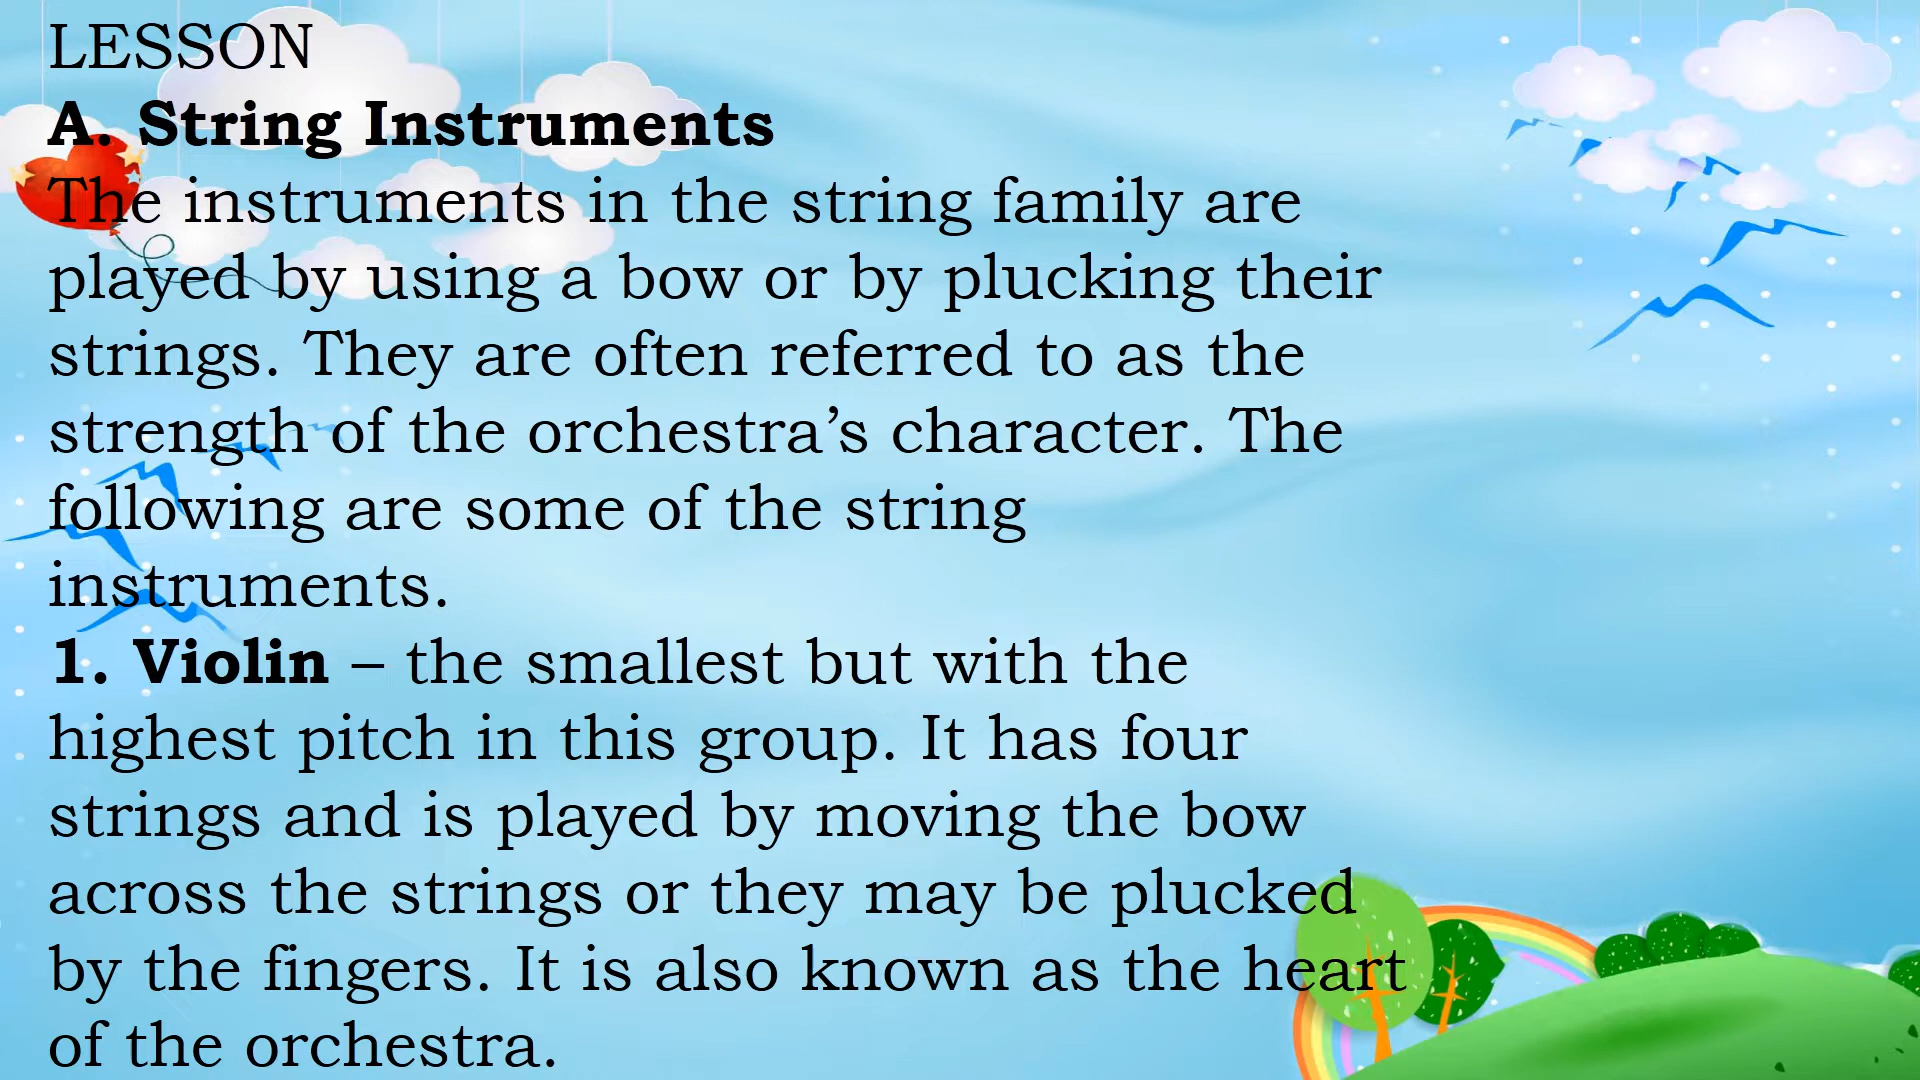 LESSON
A. String Instruments
The instruments in the string family are
played by using a bow or by plucking their
strings. They are often referred to as the
strength of the orchestra’s character. The
following are some of the string
instruments.
1. Violin – the smallest but with the
highest pitch in this group. It has four
strings and is played by moving the bow
across the strings or they may be plucked
by the fingers. It is also known as the heart
of the orchestra.